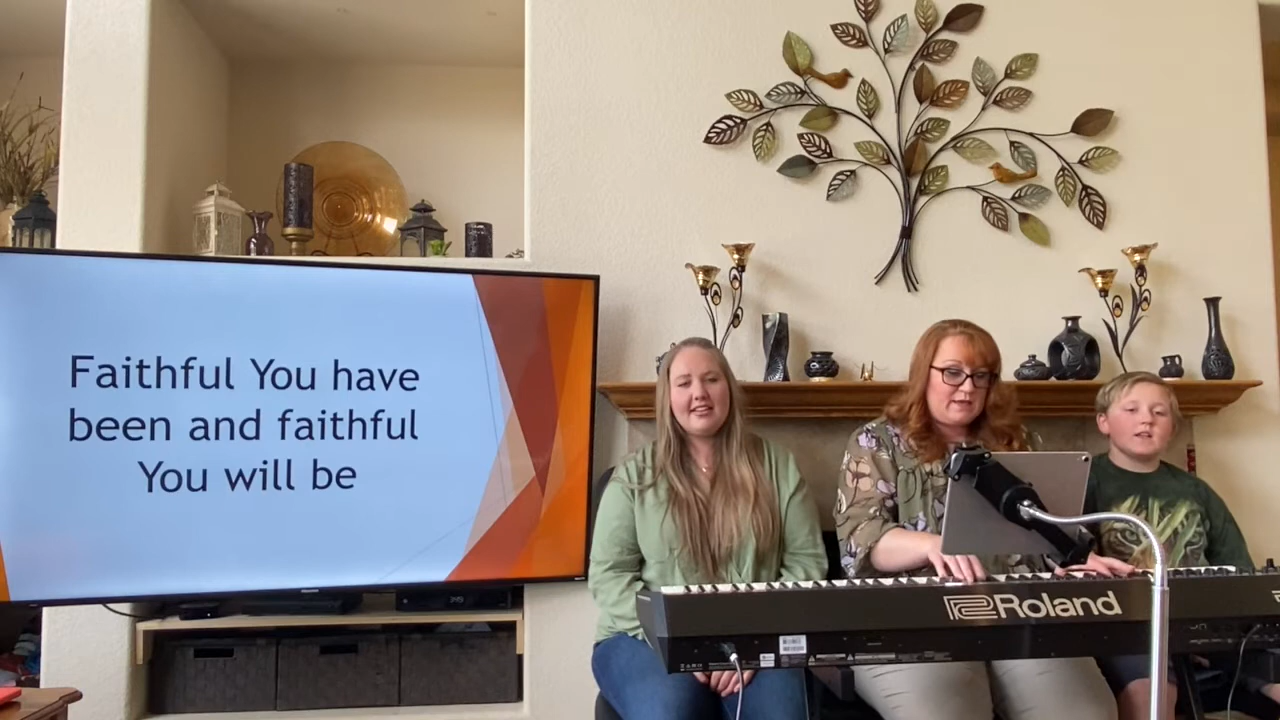 Faithful You have
been and faithful
You will be
Roland